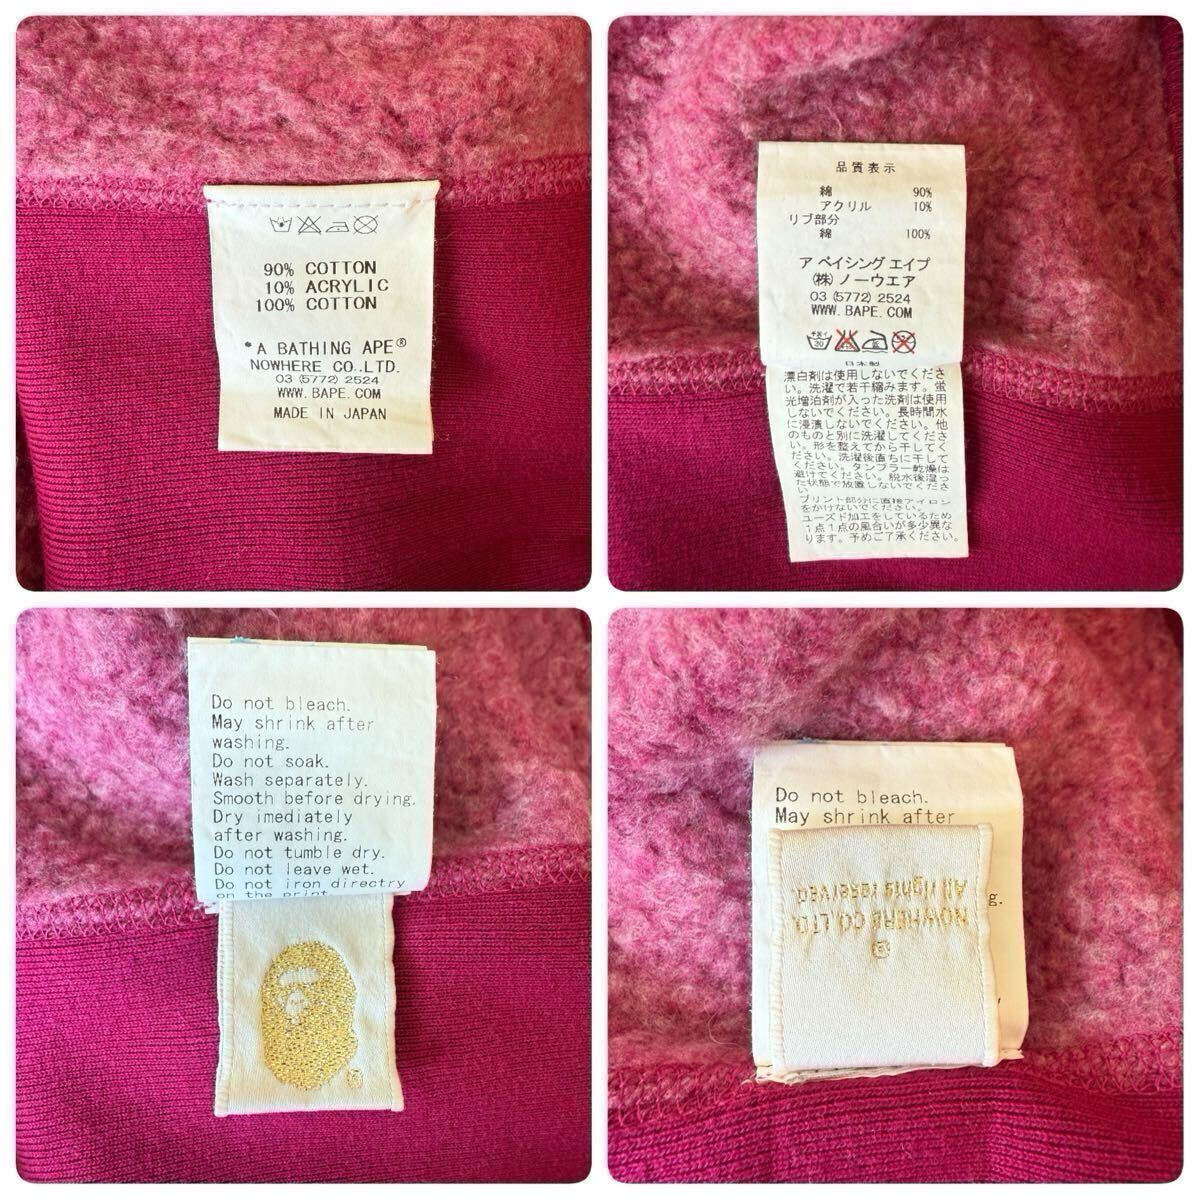 90% COTTON
10% ACRYLIC
100% COTTON
*A BATHING APE®
NOWHERE CO.,LTD.
03 (5772) 2524
WWW.BAPE.COM
MADE IN JAPAN
品質表示
綿 90%
アクリル 10%
リブ部分
綿 100%
ア ベイシング エイプ
(株) ノーウエア
03 (5772) 2524
WWW.BAPE.COM
手洗イ
30
日本製
漂白剤は使用しないでくださ
い。洗濯で若干縮みます。蛍
光増泊剤が入った洗剤は使用
しないでください。長時間水
に浸漬しないでください。他
のものと別に洗濯してくださ
い。形を整えてから干してく
ださい。洗濯後直ちに干して
ください。タンブラー乾燥は
避けてください。脱水後湿っ
た状態で放置しないでくださ
い
プリント部分に直接アイロン
をかけないでください。
ユーズド加工をしているため
1点1点の風合いが多少異な
ります。予めご了承ください。
Do not bleach.
May shrink after
washing.
Do not soak.
Wash separately.
Smooth before drying.
Dry imediately
after washing.
Do not tumble dry.
Do not leave wet.
Do not iron directry
on the print.
®
Do not bleach.
May shrink after
g.
NOWHERE CO.LTD.
All rights reserved.